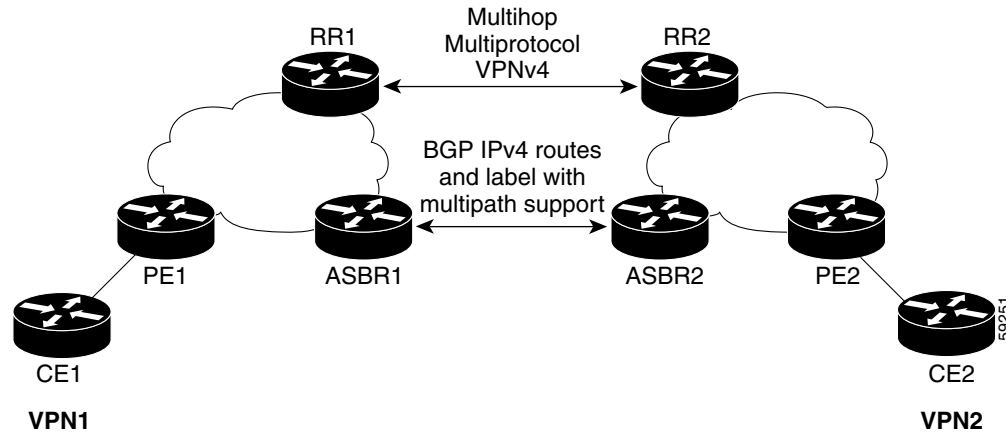 Multihop
Multiprotocol
VPNv4
RR1
RR2
BGP IPv4 routes
and label with
multipath support
PE1
ASBR1
ASBR2
PE2
CE1
CE2
59251
VPN1
VPN2